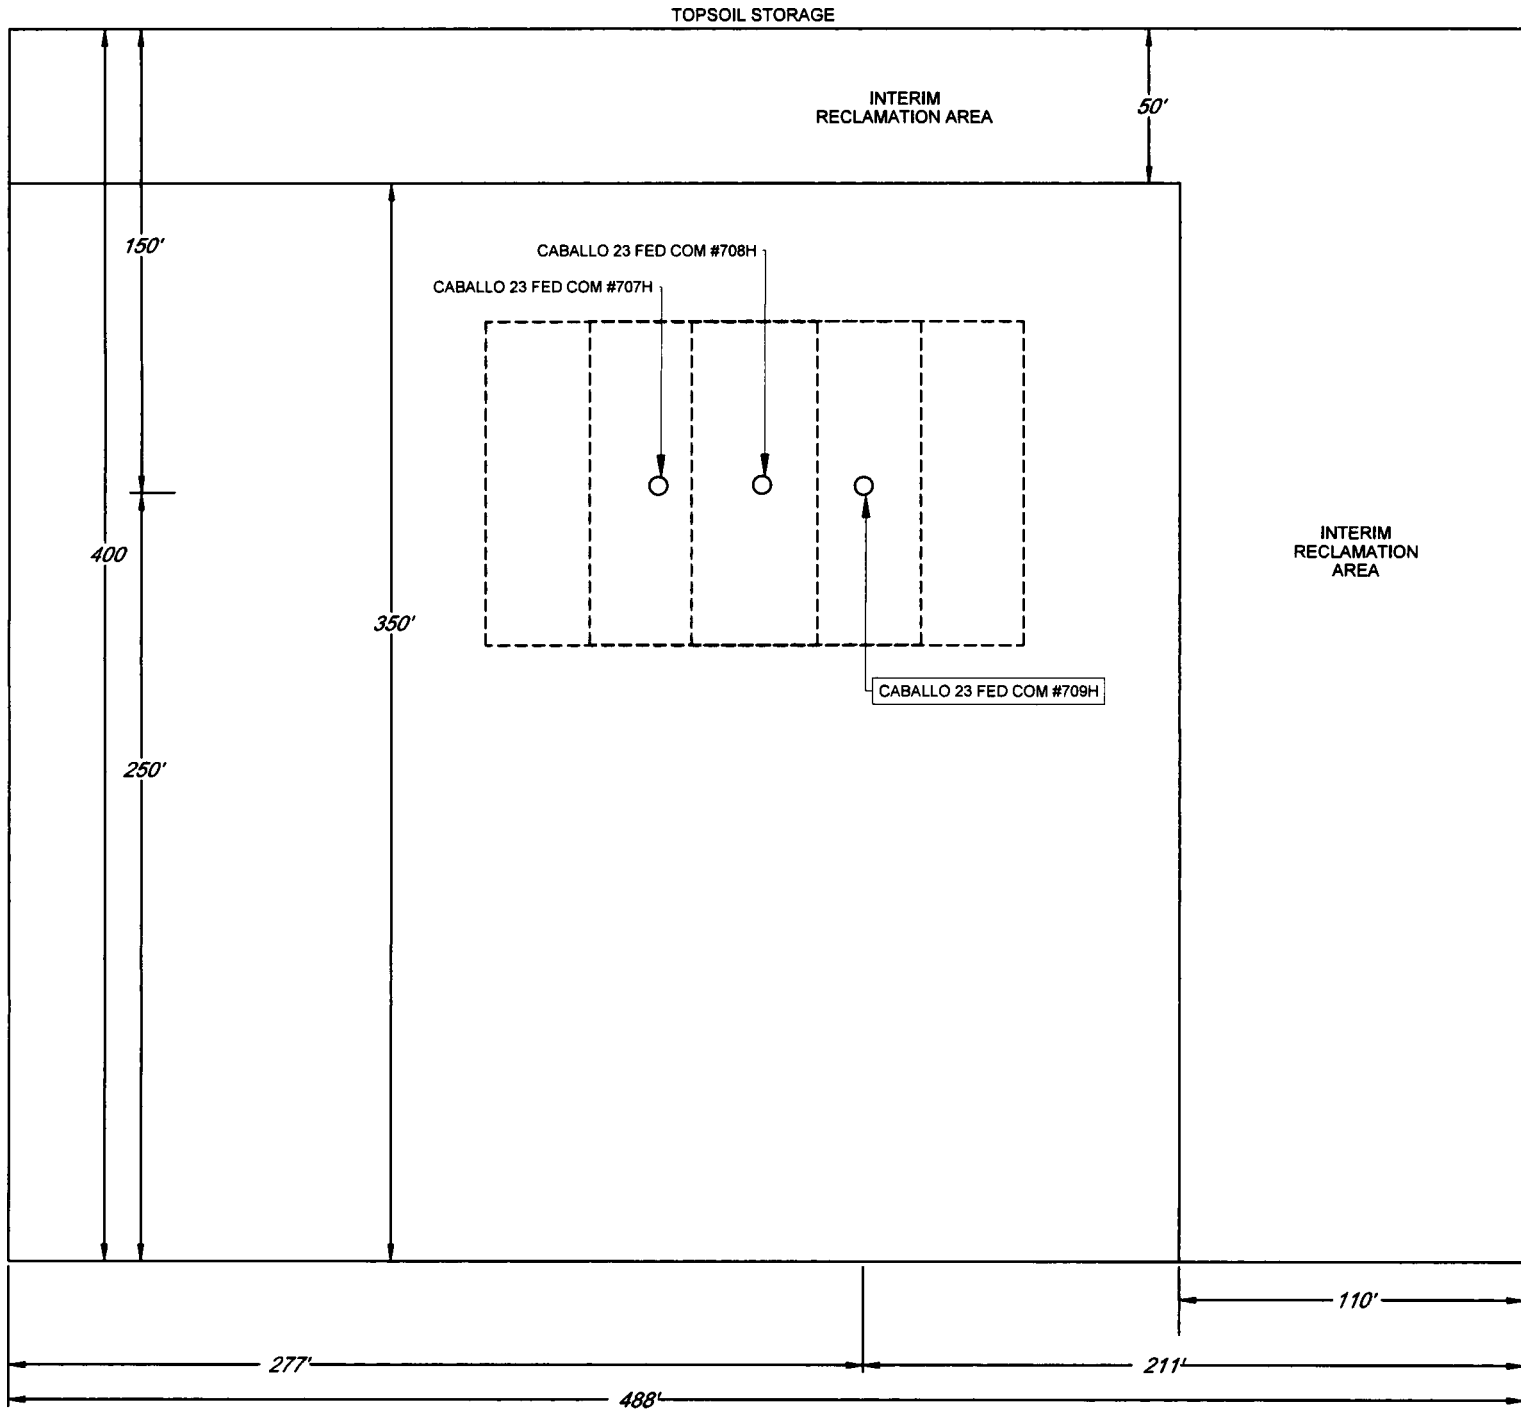 TOPSOIL STORAGE
INTERIM
RECLAMATION AREA
50'
150'
CABALLO 23 FED COM #708H
CABALLO 23 FED COM #707H
400
INTERIM
RECLAMATION
AREA
350'
CABALLO 23 FED COM #709H
250'
110'
277'
211'
488'